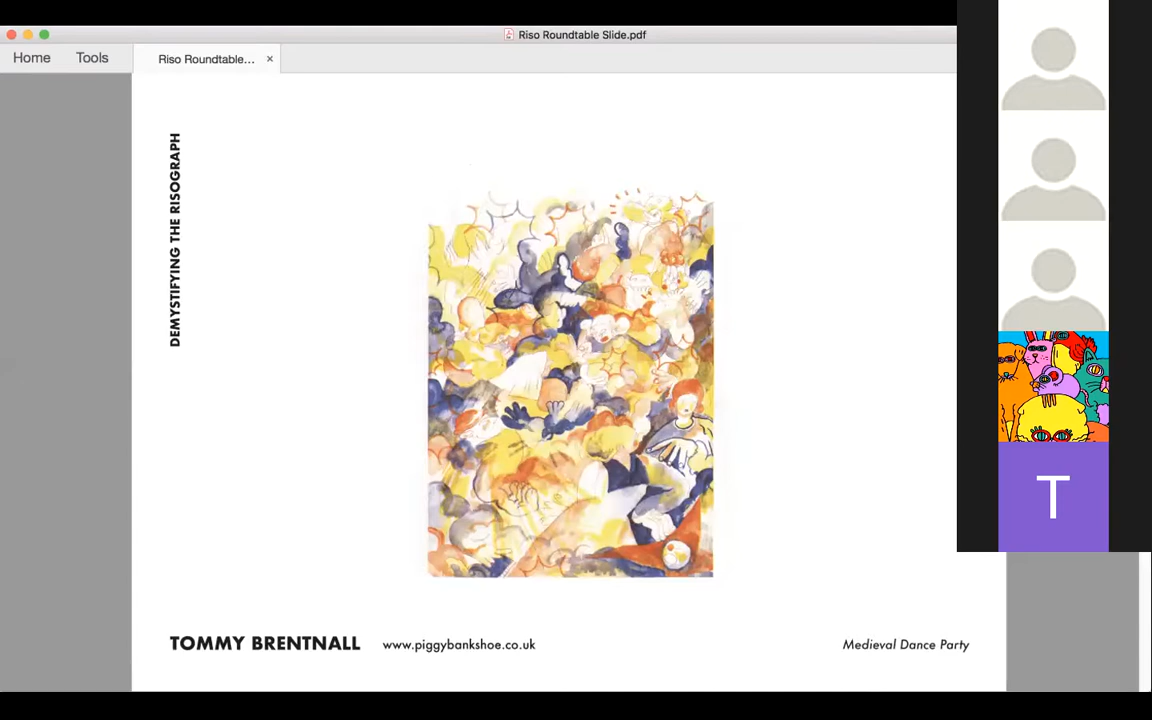 Riso Roundtable Slide.pdf
Home Tools Riso Roundtable... ×
DEMYSTIFYING THE RISOGRAPH
T
TOMMY BRENTNALL www.piggybankshoe.co.uk Medieval Dance Party